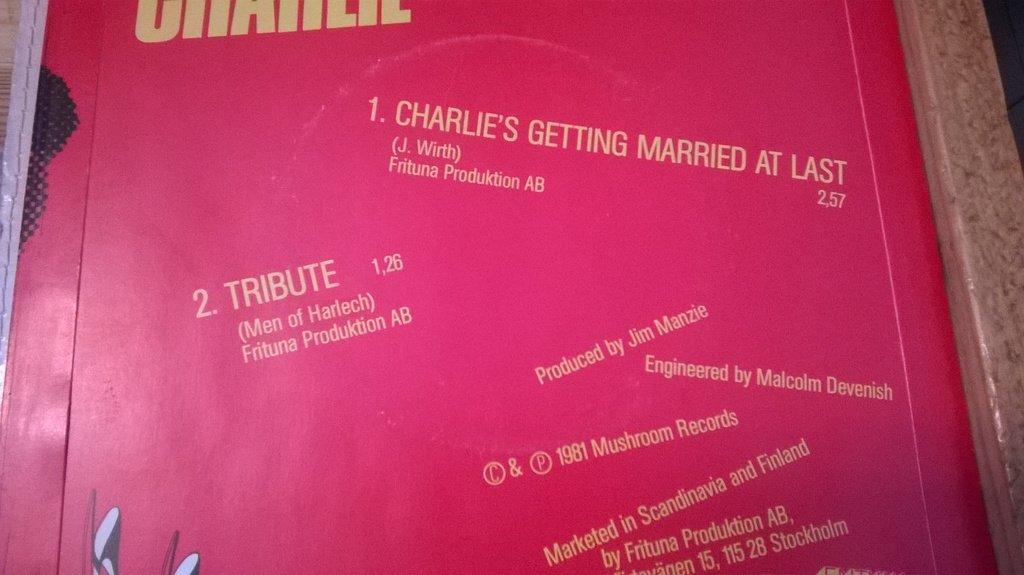 CHARLIE
1. CHARLIE'S GETTING MARRIED AT LAST
(J. Wirth)
2,57
Frituna Produktion AB
2. TRIBUTE 1,26
(Men of Harlech)
Frituna Produktion AB
Produced by Jim Manzie
Engineered by Malcolm Devenish
© & ℗ 1981 Mushroom Records
Marketed in Scandinavia and Finland
by Frituna Produktion AB,
15, 115 28 Stockholm